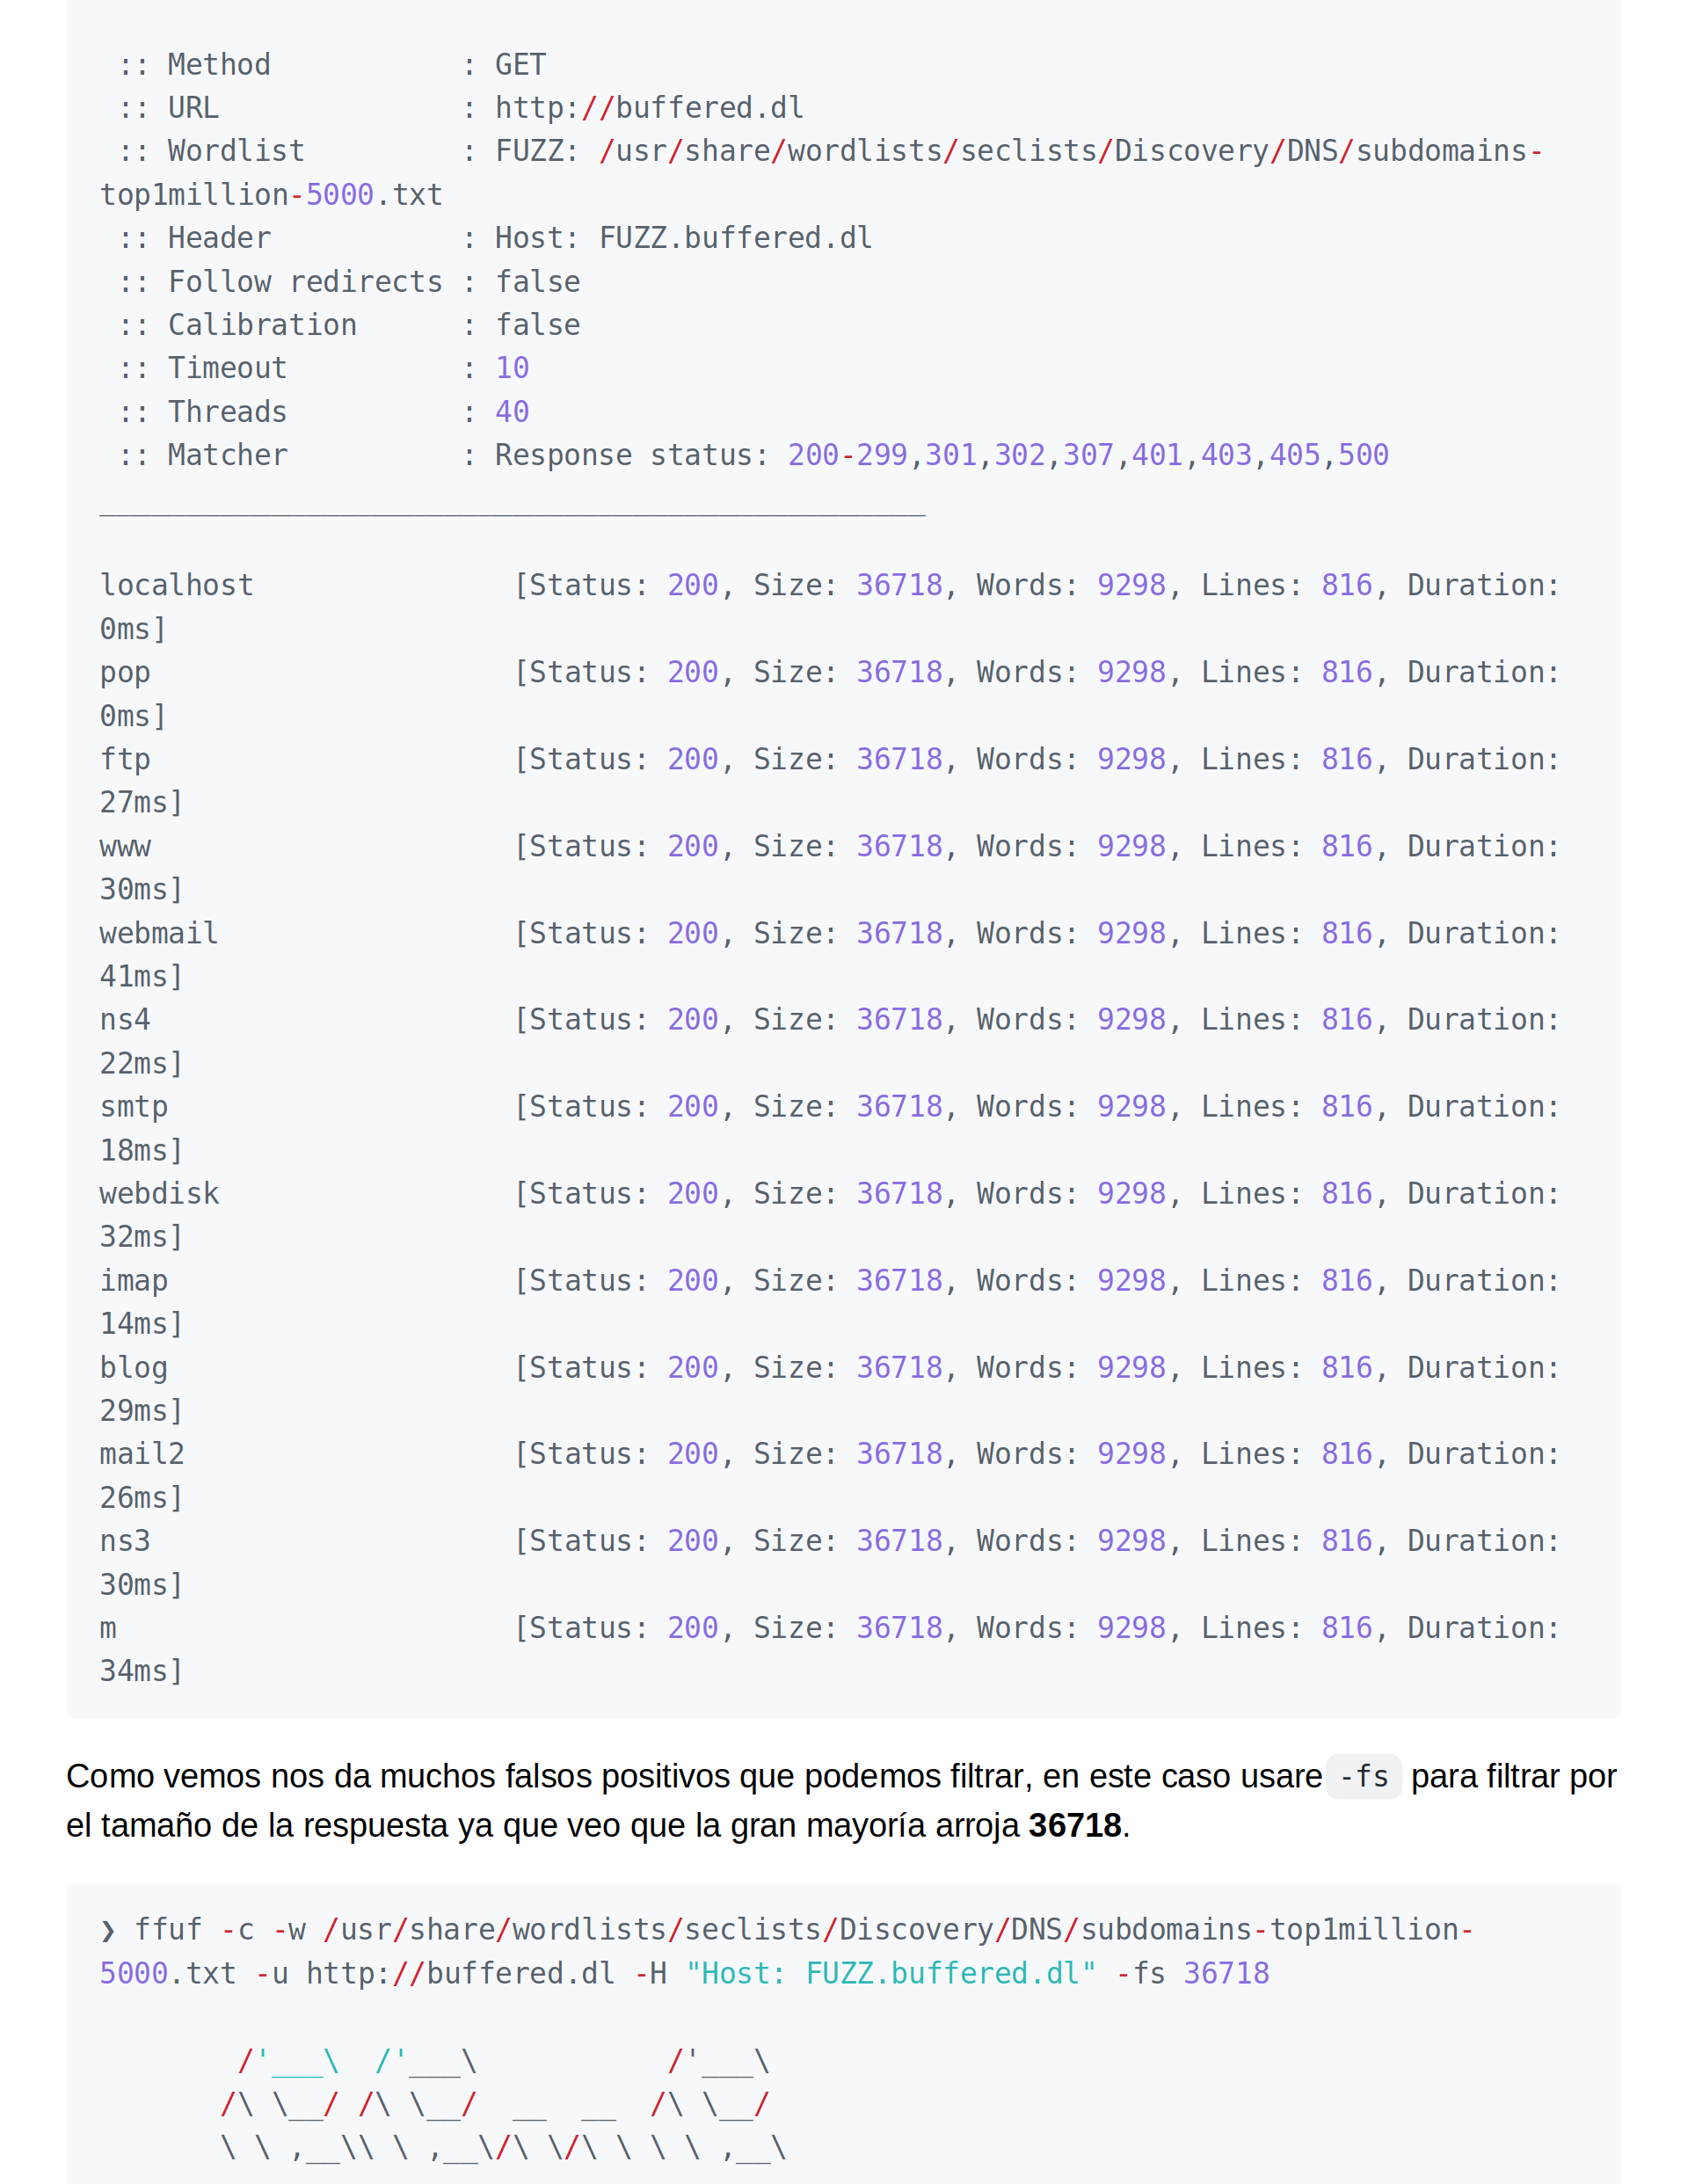 :: Method           : GET
 :: URL              : http://buffered.dl
 :: Wordlist         : FUZZ: /usr/share/wordlists/seclists/Discovery/DNS/subdomains-
top1million-5000.txt
 :: Header           : Host: FUZZ.buffered.dl
 :: Follow redirects : false
 :: Calibration      : false
 :: Timeout          : 10
 :: Threads          : 40
 :: Matcher          : Response status: 200-299,301,302,307,401,403,405,500
________________________________________________

localhost               [Status: 200, Size: 36718, Words: 9298, Lines: 816, Duration:
0ms]
pop                     [Status: 200, Size: 36718, Words: 9298, Lines: 816, Duration:
0ms]
ftp                     [Status: 200, Size: 36718, Words: 9298, Lines: 816, Duration:
27ms]
www                     [Status: 200, Size: 36718, Words: 9298, Lines: 816, Duration:
30ms]
webmail                 [Status: 200, Size: 36718, Words: 9298, Lines: 816, Duration:
41ms]
ns4                     [Status: 200, Size: 36718, Words: 9298, Lines: 816, Duration:
22ms]
smtp                    [Status: 200, Size: 36718, Words: 9298, Lines: 816, Duration:
18ms]
webdisk                 [Status: 200, Size: 36718, Words: 9298, Lines: 816, Duration:
32ms]
imap                    [Status: 200, Size: 36718, Words: 9298, Lines: 816, Duration:
14ms]
blog                    [Status: 200, Size: 36718, Words: 9298, Lines: 816, Duration:
29ms]
mail2                   [Status: 200, Size: 36718, Words: 9298, Lines: 816, Duration:
26ms]
ns3                     [Status: 200, Size: 36718, Words: 9298, Lines: 816, Duration:
30ms]
m                       [Status: 200, Size: 36718, Words: 9298, Lines: 816, Duration:
34ms]
Como vemos nos da muchos falsos positivos que podemos filtrar, en este caso usare -fs para filtrar por
el tamaño de la respuesta ya que veo que la gran mayoría arroja 36718.
❯ ffuf -c -w /usr/share/wordlists/seclists/Discovery/DNS/subdomains-top1million-
5000.txt -u http://buffered.dl -H "Host: FUZZ.buffered.dl" -fs 36718

        /'___\  /'___\           /'___\
       /\ \__/ /\ \__/  __  __  /\ \__/
       \ \ ,__\\ \ ,__\/\ \/\ \ \ \ ,__\